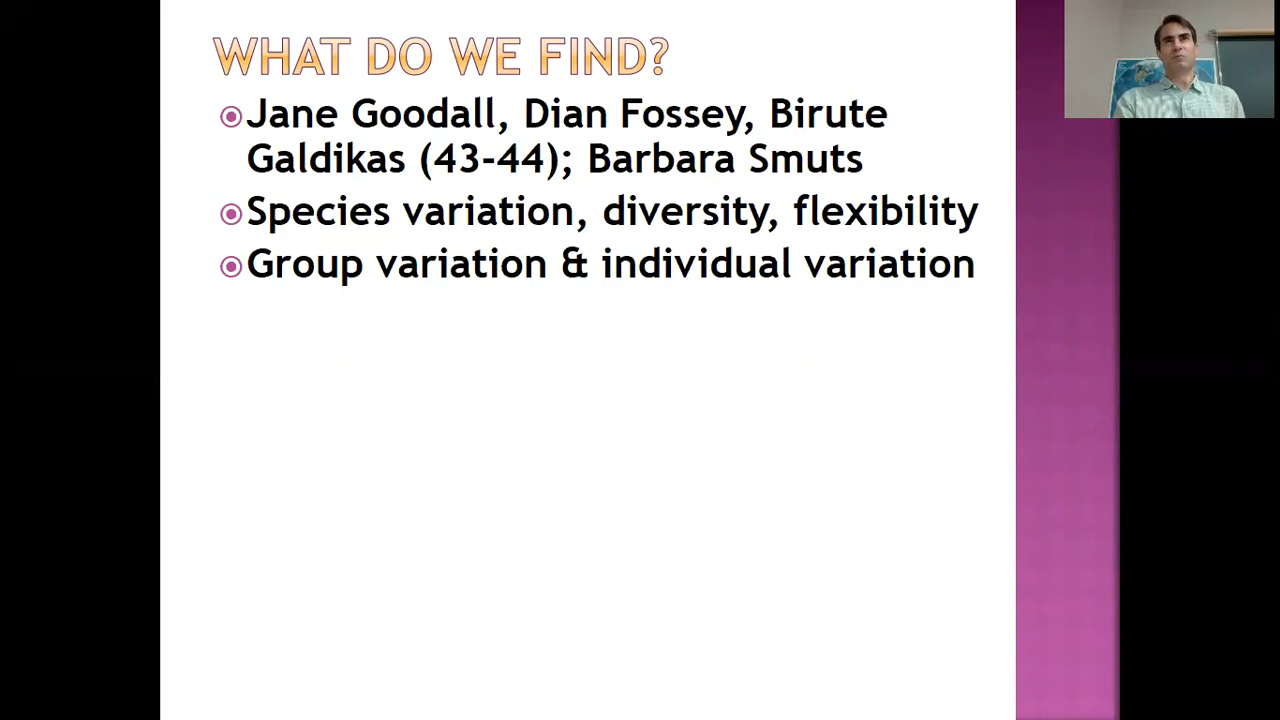 WHAT DO WE FIND?
Jane Goodall, Dian Fossey, Birute
Galdikas (43-44); Barbara Smuts
Species variation, diversity, flexibility
Group variation & individual variation